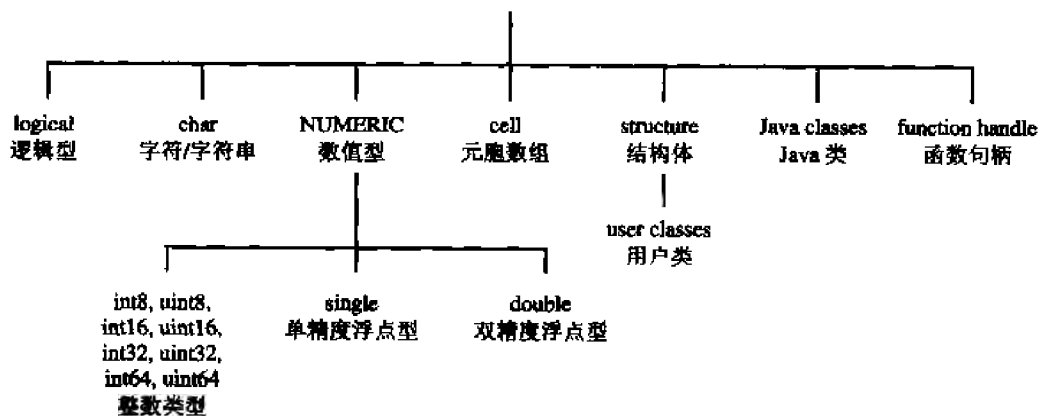 logical
逻辑型
char
字符/字符串
NUMERIC
数值型
cell
元胞数组
structure
结构体
Java classes
Java 类
function handle
函数句柄
user classes
用户类
int8, uint8,
int16, uint16,
int32, uint32,
int64, uint64
整数类型
single
单精度浮点型
double
双精度浮点型